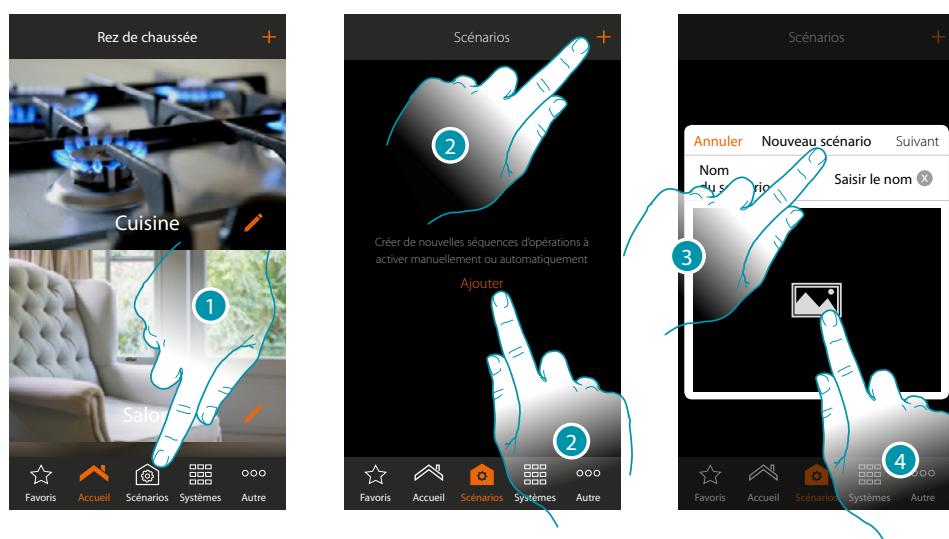 Rez de chaussée
Cuisine
1
Salon
Favoris
Accueil
Scénarios
Systèmes
Autre
Scénarios
2
Créer de nouvelles séquences d'opérations à
activer manuellement ou automatiquement
Ajouter
2
Favoris
Accueil
Scénarios
Systèmes
Autre
Scénarios
Annuler
Nouveau scénario
Suivant
Nom
du scénario
Saisir le nom
X
3
4
Favoris
Accueil
Scénarios
Systèmes
Autre